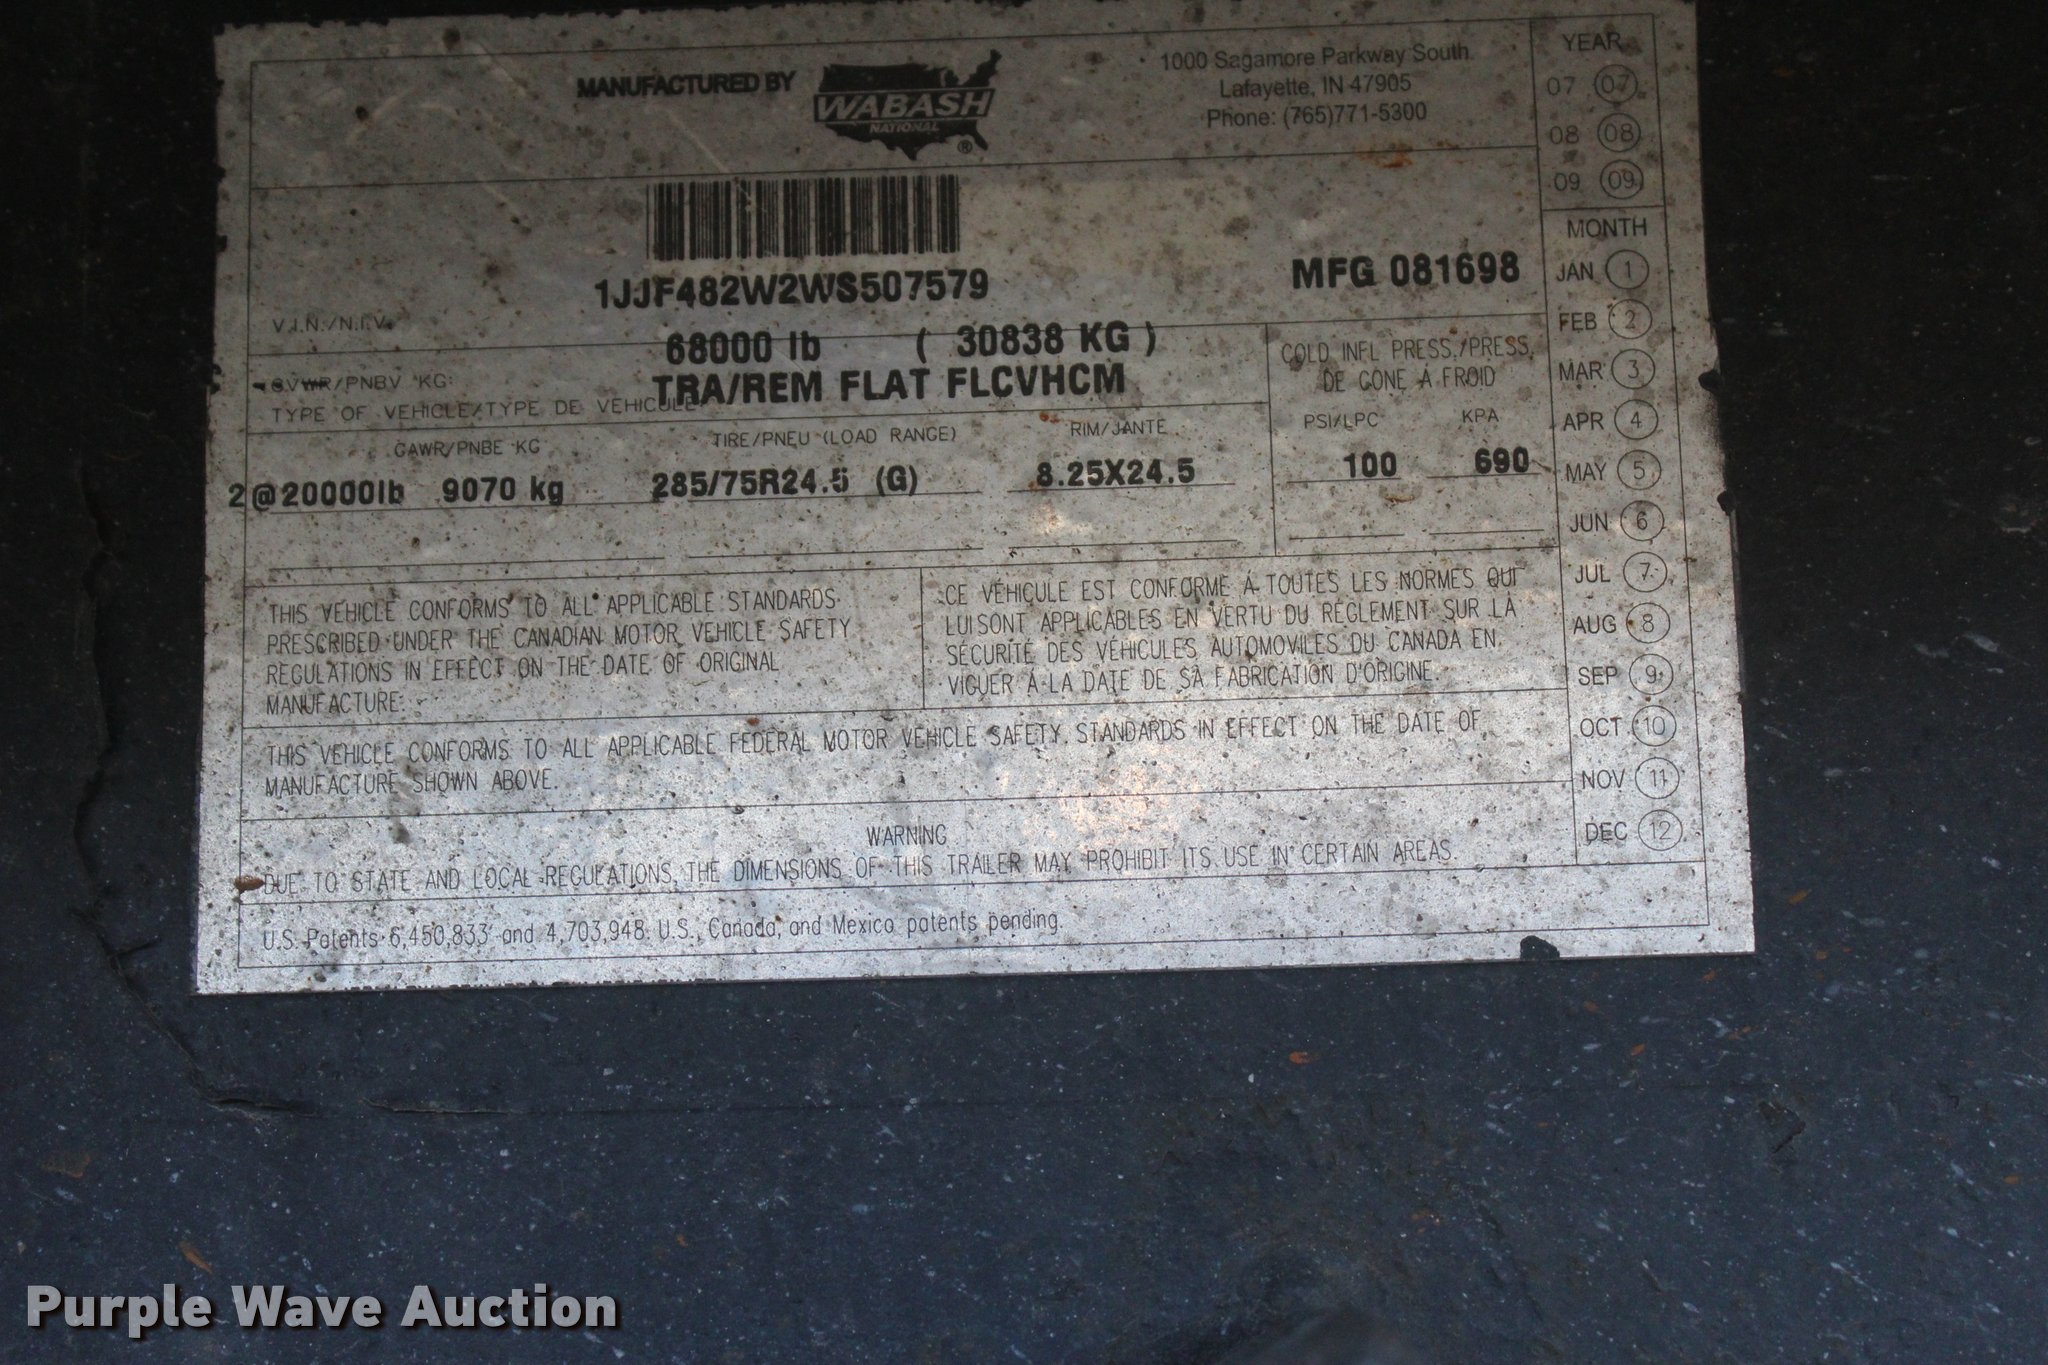 MANUFACTURED BY
WABASH
NATIONAL
®
1000 Sagamore Parkway South
Lafayette, IN 47905
Phone: (765)771-5300
YEAR
07 07
08 08
09 09
1JJF482W2WS507579
MFG 081698
V.I.N./N.I.V.
68000 lb ( 30838 KG )
GVWR/PNBV KG:
TRA/REM FLAT FLCVHCM
TYPE OF VEHICLE/TYPE DE VEHICULE
COLD INFL PRESS./PRESS.
DE GONE À FROID
GAWR/PNBE KG
TIRE/PNEU (LOAD RANGE)
RIM/JANTE
PSI/LPC
KPA
2@20000lb 9070 kg
285/75R24.5 (G)
8.25X24.5
100
690
MONTH
JAN 1
FEB 2
MAR 3
APR 4
MAY 5
JUN 6
JUL 7
AUG 8
SEP 9
OCT 10
NOV 11
DEC 12
THIS VEHICLE CONFORMS TO ALL APPLICABLE STANDARDS
PRESCRIBED UNDER THE CANADIAN MOTOR VEHICLE SAFETY
REGULATIONS IN EFFECT ON THE DATE OF ORIGINAL
MANUFACTURE.
CE VÉHICULE EST CONFORME À TOUTES LES NORMES QUI
LUI SONT APPLICABLES EN VERTU DU RÈGLEMENT SUR LA
SÉCURITÉ DES VÉHICULES AUTOMOVILES DU CANADA EN
VIGUER À LA DATE DE SA FABRICATION D'ORIGINE.
THIS VEHICLE CONFORMS TO ALL APPLICABLE FEDERAL MOTOR VEHICLE SAFETY STANDARDS IN EFFECT ON THE DATE OF
MANUFACTURE SHOWN ABOVE.
WARNING
DUE TO STATE AND LOCAL REGULATIONS, THE DIMENSIONS OF THIS TRAILER MAY PROHIBIT ITS USE IN CERTAIN AREAS.
U.S. Patents 6,450,833 and 4,703,948 U.S., Canada, and Mexico patents pending.
Purple Wave Auction